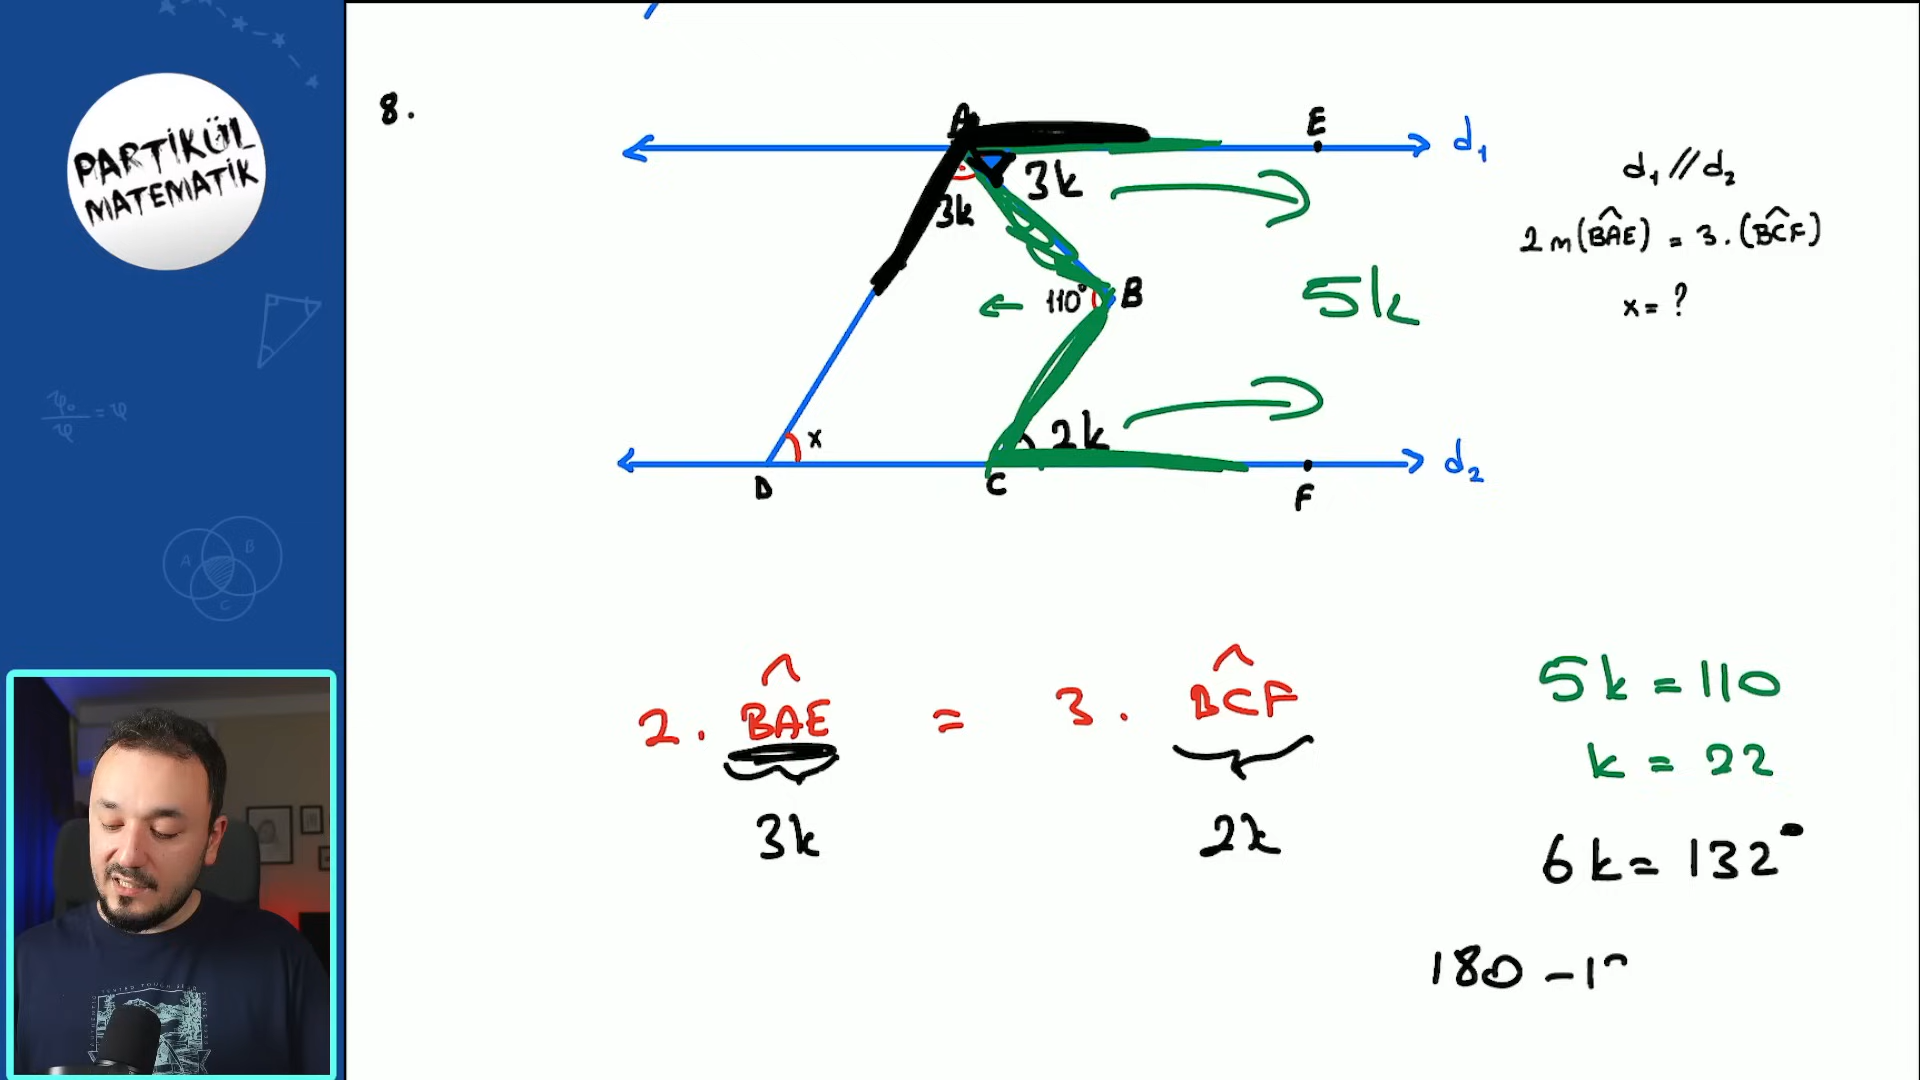 PARTİKÜL
MATEMATİK
8.
A
E
d₁
3k
3k
d₁ // d₂
2m(BÂE) = 3.(BĈF)
x = ?
110°
B
5k
x
2k
D
C
F
d₂
2. BÂE = 3. BĈF
3k
2k
5k = 110
k = 22
6k = 132°
180 - 1
A
B
C